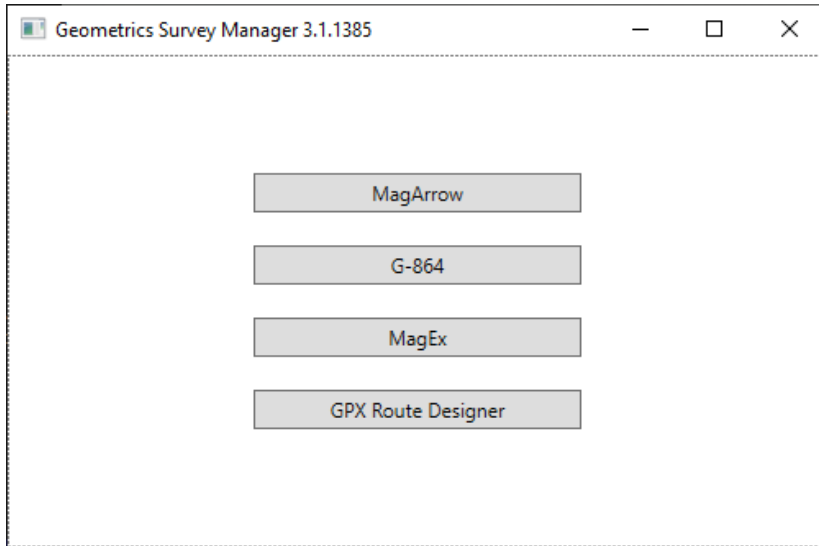 Geometrics Survey Manager 3.1.1385
MagArrow
G-864
MagEx
GPX Route Designer